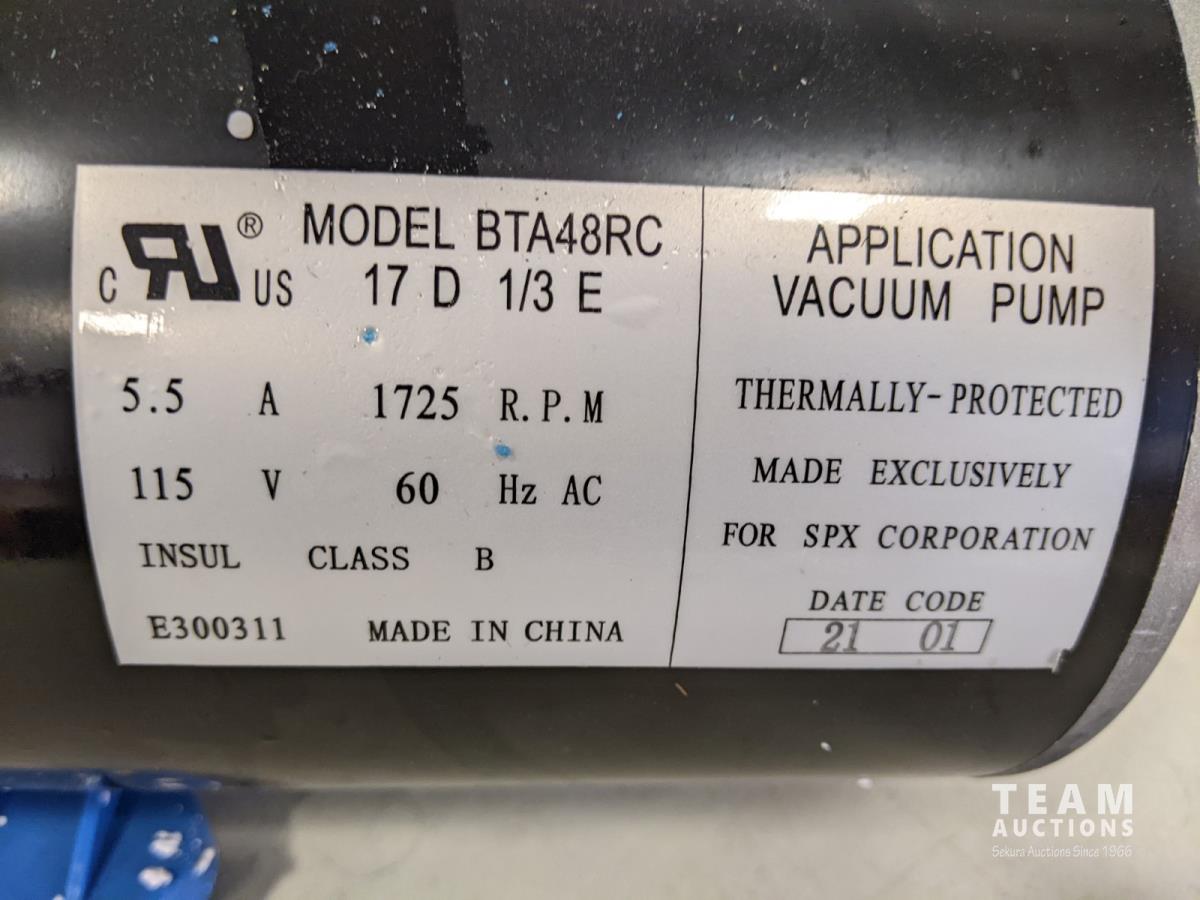 C RU ® US MODEL BTA48RC
17 D 1/3 E
5.5 A 1725 R.P.M
115 V 60 Hz AC
INSUL CLASS B
E300311 MADE IN CHINA
APPLICATION
VACUUM PUMP
THERMALLY-PROTECTED
MADE EXCLUSIVELY
FOR SPX CORPORATION
DATE CODE
21 01
TEAM
AUCTIONS
Sekura Auctions Since 1966